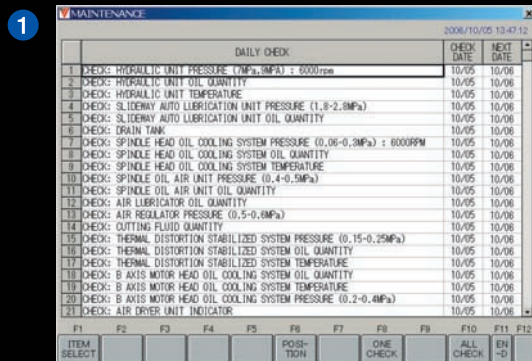 1
MAINTENANCE
2006/10/05 13:47:12
DAILY CHECK CHECK DATE NEXT DATE
1 CHECK: HYDRAULIC UNIT PRESSURE (7MPa,9MPA) : 6000rpm 10/05 10/06
2 CHECK: HYDRAULIC UNIT OIL QUANTITY 10/05 10/06
3 CHECK: HYDRAULIC UNIT TEMPERATURE 10/05 10/06
4 CHECK: SLIDEWAY AUTO LUBRICATION UNIT PRESSURE (1.8-2.8MPa) 10/05 10/06
5 CHECK: SLIDEWAY AUTO LUBRICATION UNIT OIL QUANTITY 10/05 10/06
6 CHECK: DRAIN TANK 10/05 10/06
7 CHECK: SPINDLE HEAD OIL COOLING SYSTEM PRESSURE (0.06-0.3MPa) : 6000RPM 10/05 10/06
8 CHECK: SPINDLE HEAD OIL COOLING SYSTEM OIL QUANTITY 10/05 10/06
9 CHECK: SPINDLE HEAD OIL COOLING SYSTEM TEMPERATURE 10/05 10/06
10 CHECK: SPINDLE OIL AIR UNIT PRESSURE (0.4-0.5MPa) 10/05 10/06
11 CHECK: SPINDLE OIL AIR UNIT OIL QUANTITY 10/05 10/06
12 CHECK: AIR LUBRICATOR OIL QUANTITY 10/05 10/06
13 CHECK: AIR REGULATOR PRESSURE (0.5-0.6MPa) 10/05 10/06
14 CHECK: CUTTING FLUID QUANTITY 10/05 10/06
15 CHECK: THERMAL DISTORTION STABILIZED SYSTEM PRESSURE (0.15-0.25MPa) 10/05 10/06
16 CHECK: THERMAL DISTORTION STABILIZED SYSTEM OIL QUANTITY 10/05 10/06
17 CHECK: THERMAL DISTORTION STABILIZED SYSTEM TEMPERATURE 10/05 10/06
18 CHECK: B AXIS MOTOR HEAD OIL COOLING SYSTEM OIL QUANTITY 10/05 10/06
19 CHECK: B AXIS MOTOR HEAD OIL COOLING SYSTEM TEMPERATURE 10/05 10/06
20 CHECK: B AXIS MOTOR HEAD OIL COOLING SYSTEM PRESSURE (0.2-0.4MPa) 10/05 10/06
21 CHECK: AIR DRYER UNIT INDICATOR 10/05 10/06
F1 F2 F3 F4 F5 F6 F7 F8 F9 F10 F11 F12
ITEM SELECT POSI-TION ONE CHECK ALL CHECK EN-D